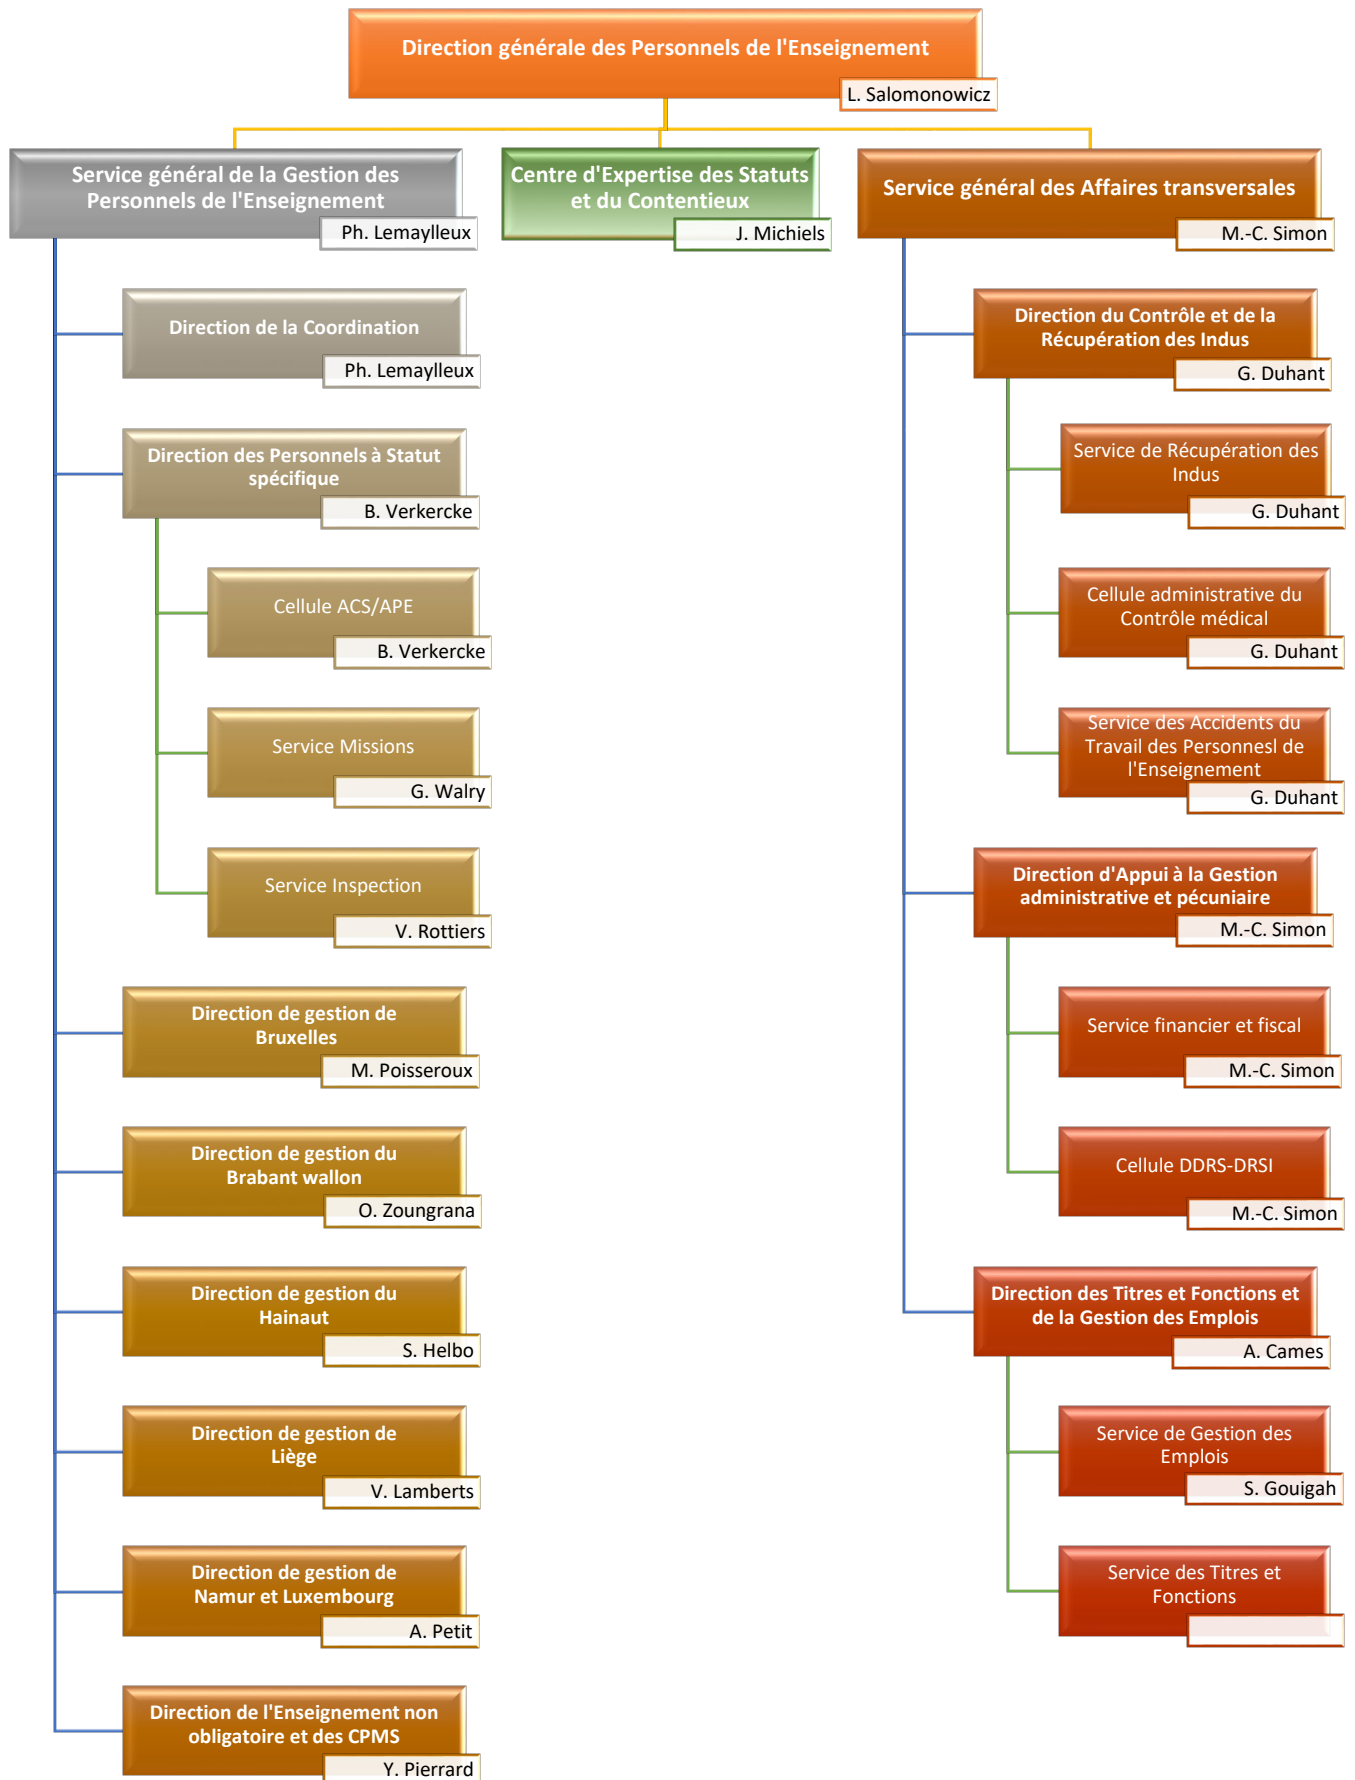 Direction générale des Personnels de l'Enseignement
L. Salomonowicz
Service général de la Gestion des
Personnels de l'Enseignement
Ph. Lemaylleux
Centre d'Expertise des Statuts
et du Contentieux
J. Michiels
Service général des Affaires transversales
M.-C. Simon
Direction de la Coordination
Ph. Lemaylleux
Direction des Personnels à Statut
spécifique
B. Verkercke
Cellule ACS/APE
B. Verkercke
Service Missions
G. Walry
Service Inspection
V. Rottiers
Direction de gestion de
Bruxelles
M. Poisseroux
Direction de gestion du
Brabant wallon
O. Zoungrana
Direction de gestion du
Hainaut
S. Helbo
Direction de gestion de
Liège
V. Lamberts
Direction de gestion de
Namur et Luxembourg
A. Petit
Direction de l'Enseignement non
obligatoire et des CPMS
Y. Pierrard
Direction du Contrôle et de la
Récupération des Indus
G. Duhant
Service de Récupération des
Indus
G. Duhant
Cellule administrative du
Contrôle médical
G. Duhant
Service des Accidents du
Travail des Personnesl de
l'Enseignement
G. Duhant
Direction d'Appui à la Gestion
administrative et pécuniaire
M.-C. Simon
Service financier et fiscal
M.-C. Simon
Cellule DDRS-DRSI
M.-C. Simon
Direction des Titres et Fonctions et
de la Gestion des Emplois
A. Cames
Service de Gestion des
Emplois
S. Gouigah
Service des Titres et
Fonctions